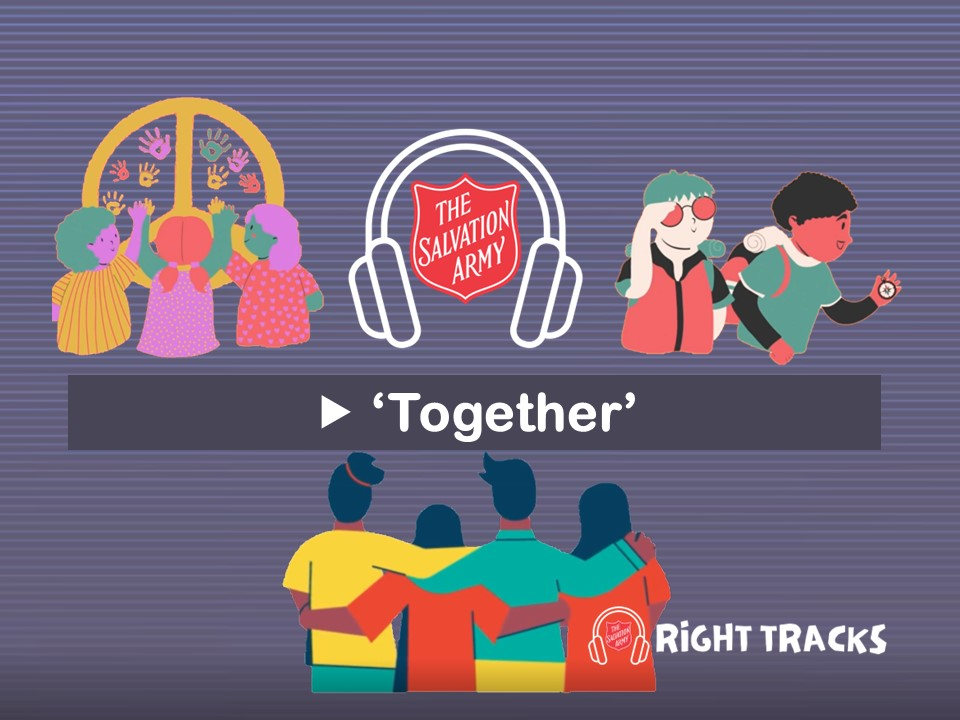 THE
SALVATION
ARMY
‘Together’
THE
SALVATION
ARMY
RiGHT TRACKS